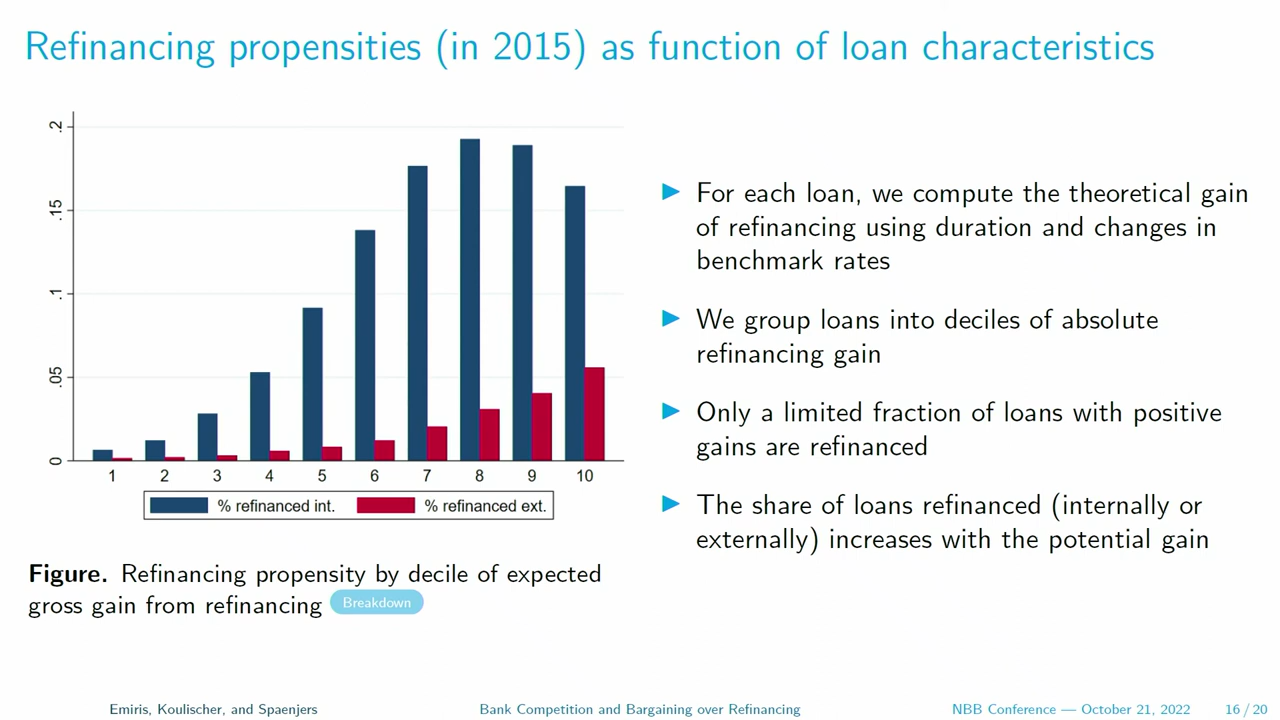 Refinancing propensities (in 2015) as function of loan characteristics
.2
.15
.1
.05
0
1 2 3 4 5 6 7 8 9 10
% refinanced int. % refinanced ext.
Figure. Refinancing propensity by decile of expected
gross gain from refinancing Breakdown
For each loan, we compute the theoretical gain
of refinancing using duration and changes in
benchmark rates
We group loans into deciles of absolute
refinancing gain
Only a limited fraction of loans with positive
gains are refinanced
The share of loans refinanced (internally or
externally) increases with the potential gain
Emiris, Koulischer, and Spaenjers Bank Competition and Bargaining over Refinancing NBB Conference — October 21, 2022 16 / 20